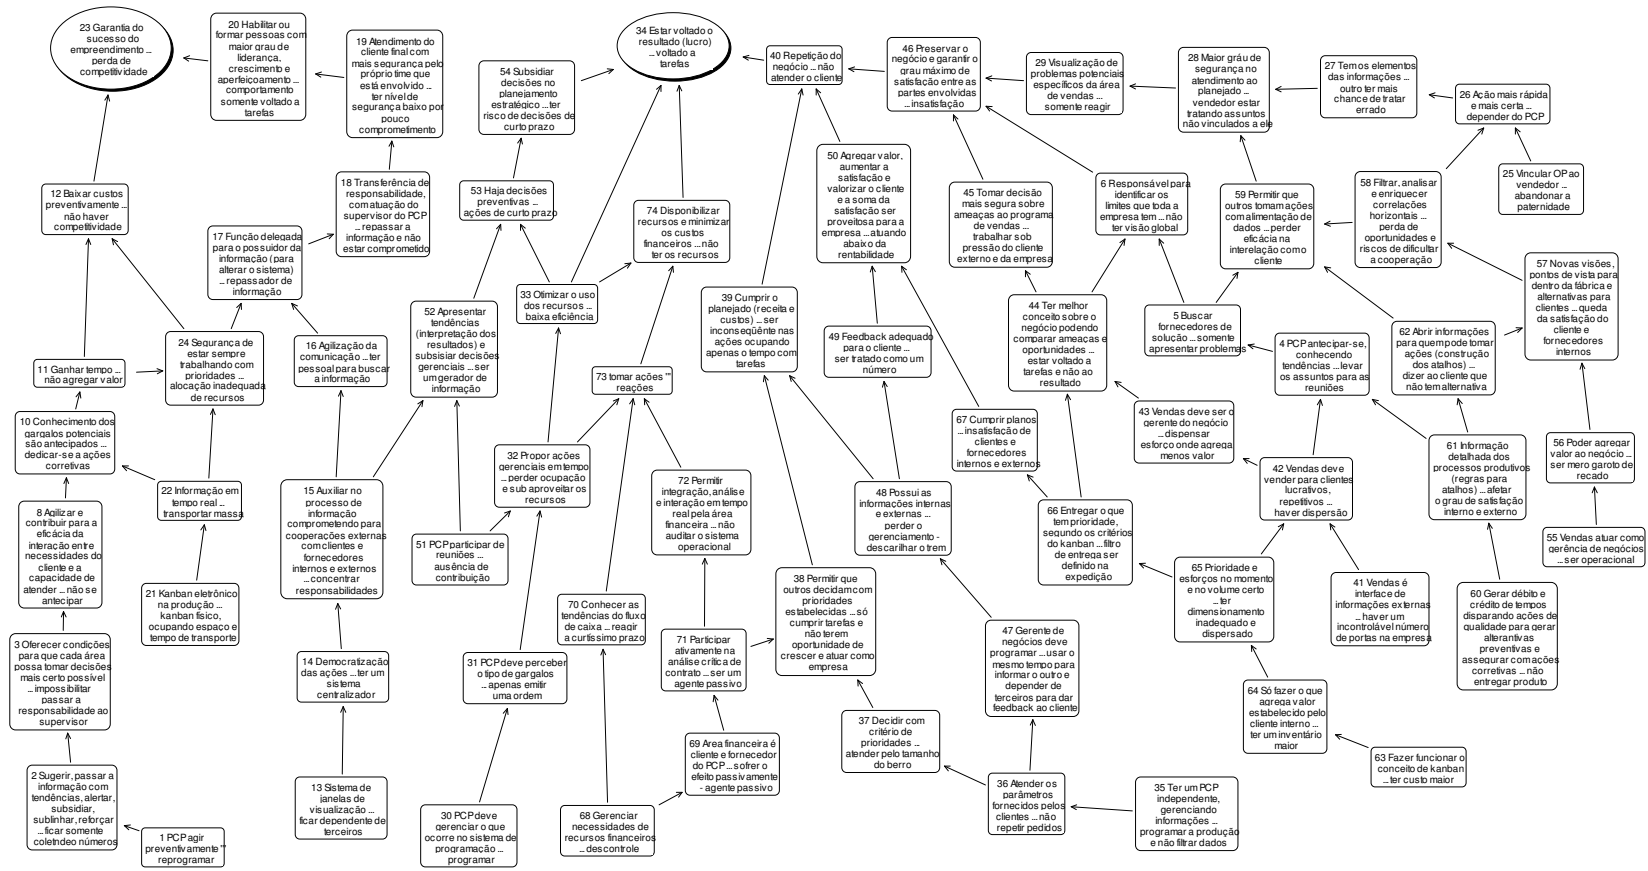 23 Garantia do
sucesso do
empreendimento ...
perda de
competitividade
20 Habilitar ou
formar pessoas com
maior grau de
liderança,
crescimento e
aperfeiçoamento ...
comportamento
somente voltado a
tarefas
19 Atendimento do
cliente final com
mais segurança pelo
próprio time que
está envolvido ...
ter nível de
segurança baixo por
pouco
comprometimento
54 Subsidiar
decisões no
planejamento
estratégico ... ter
risco de decisões de
curto prazo
34 Estar voltado o
resultado (lucro)
... voltado a
tarefas
40 Repetição do
negócio ... não
atender o cliente
46 Preservar o
negócio e garantir o
grau máximo de
satisfação entre as
partes envolvidas
... insatisfação
29 Visualização de
problemas potenciais
específicos da área
de vendas ...
somente reagir
28 Maior gráu de
segurança no
atendimento ao
planejado ...
vendedor estar
tratando assuntos
não vinculados a ele
27 Temos elementos
das informações ...
outro ter mais
chance de tratar
errado
26 Ação mais rápida
e mais certa ...
depender do PCP
12 Baixar custos
preventivamente ...
não haver
competitividade
18 Transferência de
responsabilidade,
com atuação do
supervisor do PCP
... repassar a
informação e não
estar comprometido
53 Haja decisões
preventivas ...
ações de curto prazo
74 Disponibilizar
recursos e minimizar
os custos
financeiros ... não
ter os recursos
50 Agregar valor,
aumentar a
satisfação e
valorizar o cliente
e a soma da
satisfação ser
proveitosa para a
empresa ... atuando
abaixo da
rentabilidade
45 Tomar decisão
mais segura sobre
ameaças ao programa
de vendas ...
trabalhar sob
pressão do cliente
externo e da empresa
6 Responsável para
identificar os
limites que toda a
empresa tem ... não
ter visão global
59 Permitir que
outros tomam ações
com alimentação de
dados ... perder
eficácia na
interelação como
cliente
58 Filtrar, analisar
e enriquecer
correlações
horizontais ...
perda de
oportunidades e
riscos de dificultar
a cooperação
25 Vincular OP ao
vendedor ...
abandonar a
paternidade
17 Função delegada
para o possuidor da
informação (para
alterar o sistema)
... repassador de
informação
57 Novas visões,
pontos de vista para
dentro da fábrica e
alternativas para
clientes ... queda
da satisfação do
cliente e
fornecedores
internos
33 Otimizar o uso
dos recursos ...
baixa eficiência
39 Cumprir o
planejado (receita e
custos) ... ser
inconseqüênte nas
ações ocupando
apenas o tempo com
tarefas
52 Apresentar
tendências
(interpretação dos
resultados) e
subsisiar decisões
gerenciais ... ser
um gerador de
informação
44 Ter melhor
conceito sobre o
negócio podendo
comparar ameaças e
oportunidades ...
estar voltado a
tarefas e não ao
resultado
5 Buscar
fornecedores de
solução ... somente
apresentar problemas
24 Segurança de
estar sempre
trabalhando com
prioridades ...
alocação inadequada
de recursos
16 Agilização da
comunicação ... ter
pessoal para buscar
a informação
49 Feedback adequado
para o cliente ...
ser tratado como um
número
4 PCP antecipar-se,
conhecendo
tendências ... levar
os assuntos para as
reuniões
62 Abrir informações
para quem pode tomar
ações (construção
dos atalhos) ...
dizer ao cliente que
não tem alternativa
11 Ganhar tempo ...
não agregar valor
73 tomar ações ""
reações
10 Conhecimento dos
gargalos potenciais
são antecipados ...
dedicar-se a ações
corretivas
67 Cumprir planos
... insatisfação de
clientes e
fornecedores
internos e externos
43 Vendas deve ser o
gerente do negócio
... dispensar
esforço onde agrega
menos valor
61 Informação
detalhada dos
processos produtivos
(regras para
atalhos) ... afetar
o grau de satisfação
interno e externo
56 Poder agregar
valor ao negócio ...
ser mero garoto de
recado
32 Propor ações
gerenciais em tempo
... perder ocupação
e sub aproveitar os
recursos
42 Vendas deve
vender para clientes
lucrativos,
repetitivos ...
haver dispersão
72 Permitir
integração, análise
e interação em tempo
real pela área
financeira ... não
auditar o sistema
operacional
22 Informação em
tempo real ...
transportar massa
15 Auxiliar no
processo de
informação
comprometendo para
cooperações externas
com clientes e
fornecedores
internos e externos
... concentrar
responsabilidades
48 Possui as
informações internas
e externas ...
perder o
gerenciamento -
descarilhar o trem
8 Agilizar e
contribuir para a
eficácia da
interação entre
necessidades do
cliente e a
capacidade de
atender ... não se
antecipar
66 Entregar o que
tem prioridade,
segundo os critérios
do kanban ... filtro
de entrega ser
definido na
expedição
55 Vendas atuar como
gerência de negócios
... ser operacional
51 PCP participar de
reuniões ...
ausência de
contribuição
65 Prioridade e
esforços no momento
e no volume certo
... ter
dimensionamento
inadequado e
dispersado
38 Permitir que
outros decidam com
prioridades
estabelecidas ... só
cumprir tarefas e
não terem
oportunidade de
crescer e atuar como
empresa
41 Vendas é
interface de
informações externas
... haver um
incontrolável número
de portas na empresa
21 Kanban eletrônico
na produção ...
kanban físico,
ocupando espaço e
tempo de transporte
60 Gerar débito e
crédito de tempos
disparando ações de
qualidade para gerar
alterantivas
preventivas e
assegurar com ações
corretivas ... não
entregar produto
70 Conhecer as
tendências do fluxo
de caixa ... reagir
a curtíssimo prazo
47 Gerente de
negócios deve
programar ... usar o
mesmo tempo para
informar o outro e
depender de
terceiros para dar
feedback ao cliente
71 Participar
ativamente na
análise crítica de
contrato ... ser um
agente passivo
3 Oferecer condições
para que cada área
possa tomar decisões
mais certo possível
... impossibilitar
passar a
responsabilidade ao
supervisor
14 Democratização
das ações ... ter um
sistema
centralizador
31 PCP deve perceber
o tipo de gargalos
... apenas emitir
uma ordem
64 Só fazer o que
agrega valor
estabelecido pelo
cliente interno ...
ter um inventário
maior
37 Decidir com
critério de
prioridades ...
atender pelo tamanho
do berro
69 Area financeira é
cliente e fornecedor
do PCP ... sofrer o
efeito passivamente
- agente passivo
63 Fazer funcionar o
conceito de kanban
... ter custo maior
2 Sugerir, passar a
informação com
tendências, alertar,
subsidiar,
sublinhar, reforçar
... ficar somente
coletndeo números
13 Sistema de
janelas de
visualização ...
ficar dependente de
terceiros
36 Atender os
parâmetros
fornecidos pelos
clientes ... não
repetir pedidos
35 Ter um PCP
independente,
gerenciando
informações ...
programar a produção
e não filtrar dados
30 PCP deve
gerenciar o que
ocorre no sistema de
programação ...
programar
68 Gerenciar
necessidades de
recursos financeiros
... descontrole
1 PCP agir
preventivamente ""
reprogramar